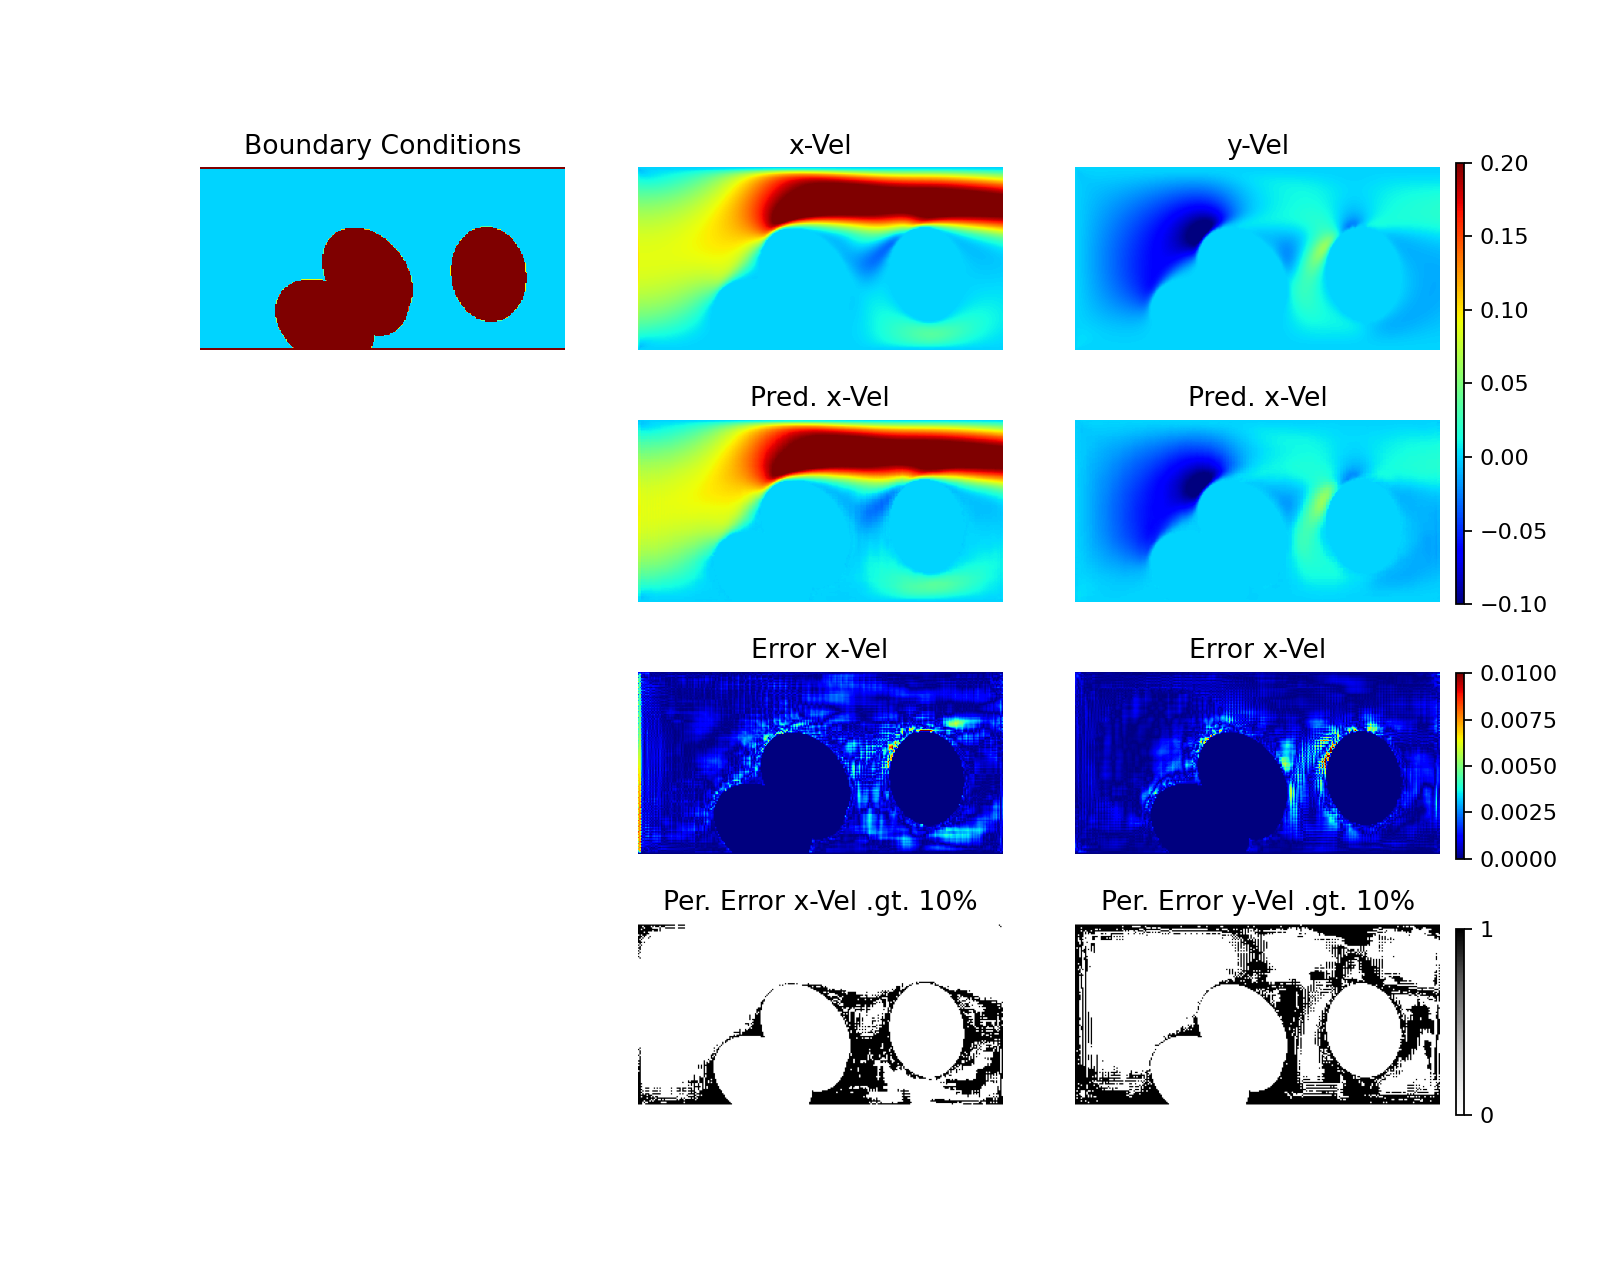 Boundary Conditions
x-Vel
y-Vel
0.20
0.15
0.10
0.05
0.00
−0.05
−0.10
Pred. x-Vel
Pred. x-Vel
Error x-Vel
Error x-Vel
0.0100
0.0075
0.0050
0.0025
0.0000
Per. Error x-Vel .gt. 10%
Per. Error y-Vel .gt. 10%
1
0